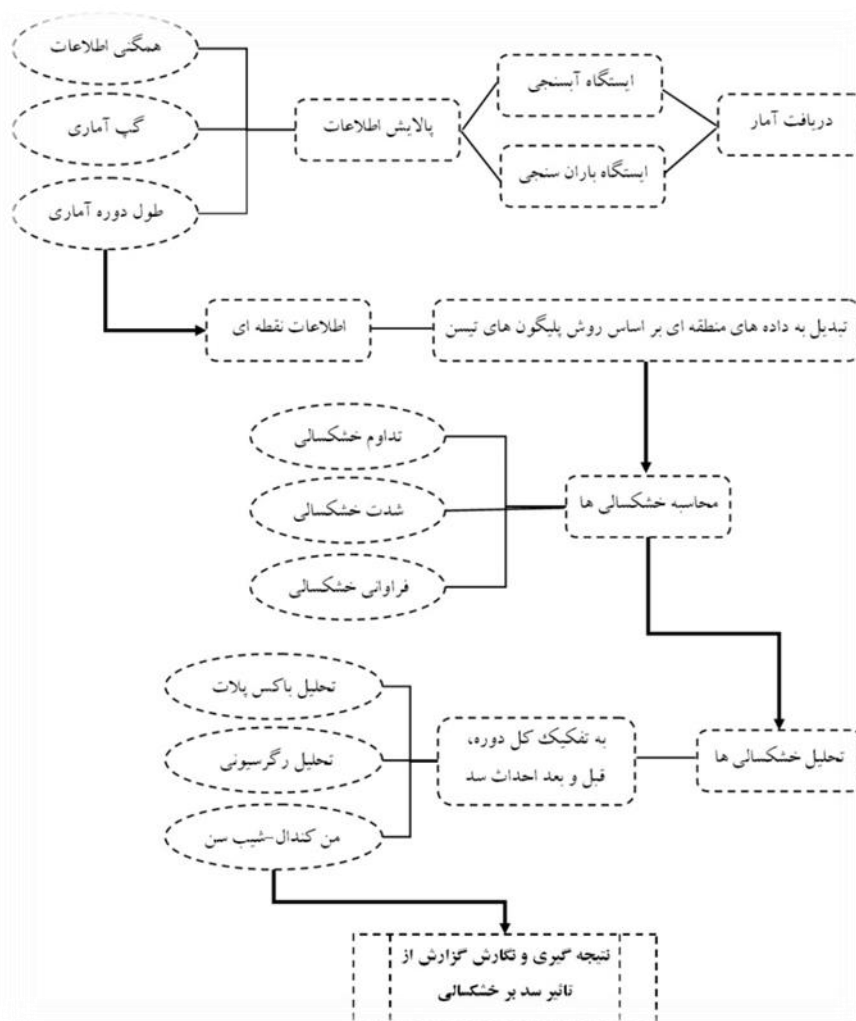 دریافت آمار
ایستگاه آبسنجی
ایستگاه باران سنجی
پالایش اطلاعات
همگنی اطلاعات
گپ آماری
طول دوره آماری
اطلاعات نقطه ای
تبدیل به داده های منطقه ای بر اساس روش پلیگون های تیسن
محاسبه خشکسالی ها
تداوم خشکسالی
شدت خشکسالی
فراوانی خشکسالی
تحلیل خشکسالی ها
به تفکیک کل دوره،
قبل و بعد احداث سد
تحلیل باکس پلات
تحلیل رگرسیونی
من کندال-شیب سن
نتیجه گیری و نگارش گزارش از
تاثیر سد بر خشکسالی